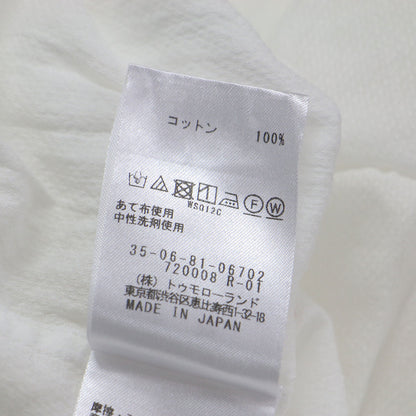 コットン 100%
WS012C
あて布使用
中性洗剤使用
35-06-81-06702
720008 R-01
(株) トゥモローランド
東京都渋谷区恵比寿西1-32-18
MADE IN JAPAN